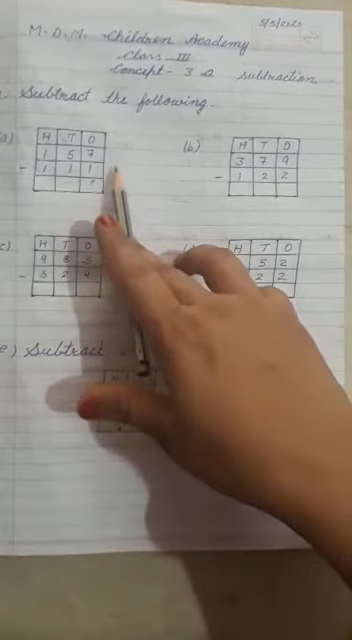 5/5/2020
M. D. M. Children Academy
Class III
Concept - 3 a subtraction
Subtract the following.
(a)
H T O
1 5 7
- 1 1 1
(b)
H T O
3 7 9
- 1 2 2
c)
H T O
9 8 5
- 5 2 4
H T O
5 2
2 2
e) Subtract
H